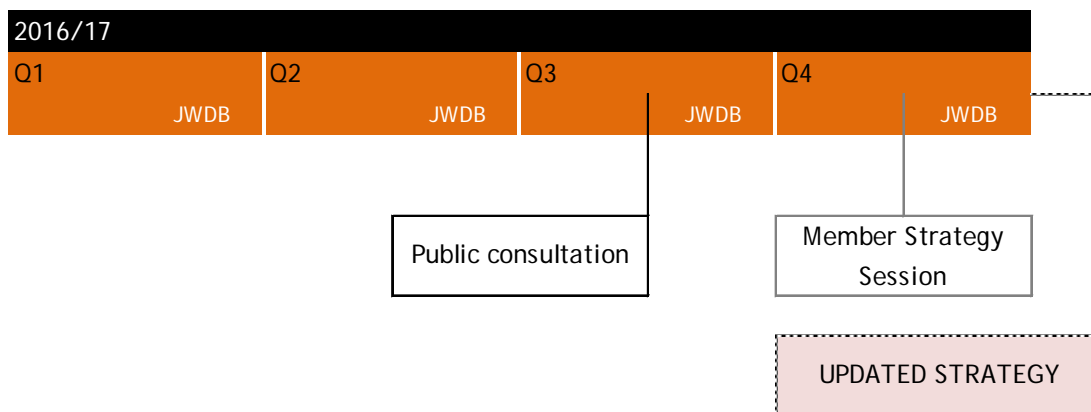 2016/17
Q1 Q2 Q3 Q4
JWDB JWDB JWDB JWDB
Public consultation
Member Strategy
Session
UPDATED STRATEGY